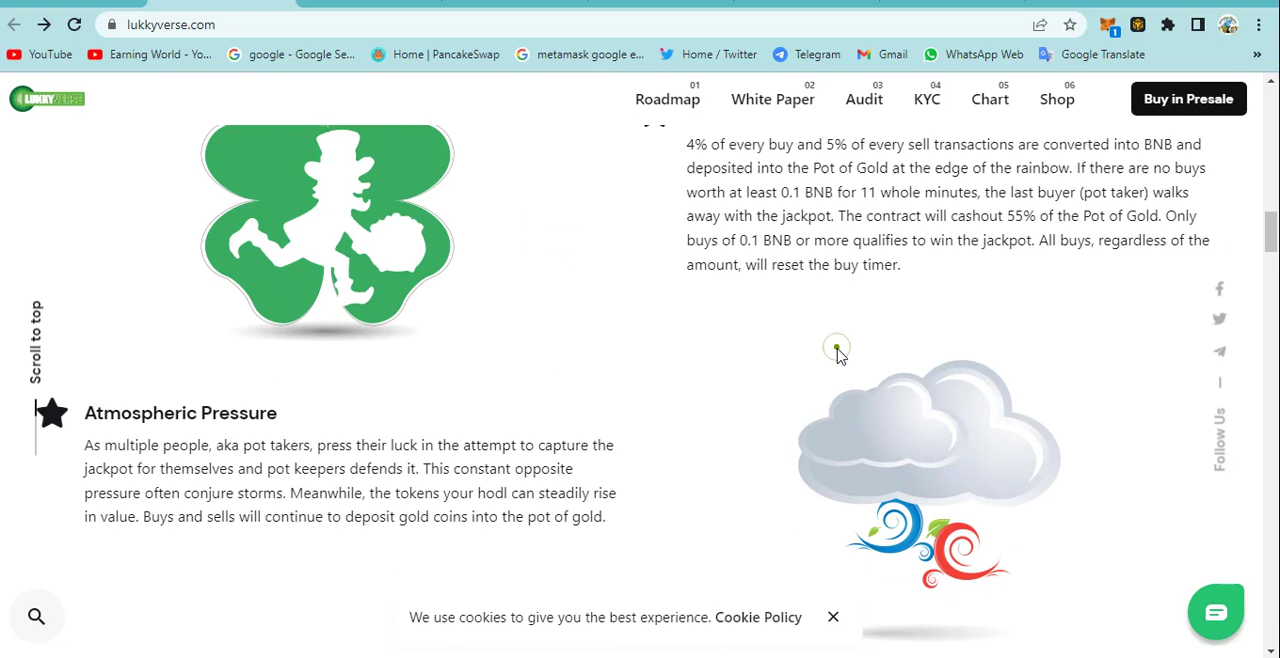 lukkyverse.com
1
YouTube
Earning World - Yo...
google - Google Se...
Home | PancakeSwap
metamask google e...
Home / Twitter
Telegram
Gmail
WhatsApp Web
Google Translate
»
LUKKYVERSE
Roadmap 01
White Paper 02
Audit 03
KYC 04
Chart 05
Shop 06
Buy in Presale
4% of every buy and 5% of every sell transactions are converted into BNB and
deposited into the Pot of Gold at the edge of the rainbow. If there are no buys
worth at least 0.1 BNB for 11 whole minutes, the last buyer (pot taker) walks
away with the jackpot. The contract will cashout 55% of the Pot of Gold. Only
buys of 0.1 BNB or more qualifies to win the jackpot. All buys, regardless of the
amount, will reset the buy timer.
Scroll to top
Follow Us
Atmospheric Pressure
As multiple people, aka pot takers, press their luck in the attempt to capture the
jackpot for themselves and pot keepers defends it. This constant opposite
pressure often conjure storms. Meanwhile, the tokens your hodl can steadily rise
in value. Buys and sells will continue to deposit gold coins into the pot of gold.
We use cookies to give you the best experience. Cookie Policy